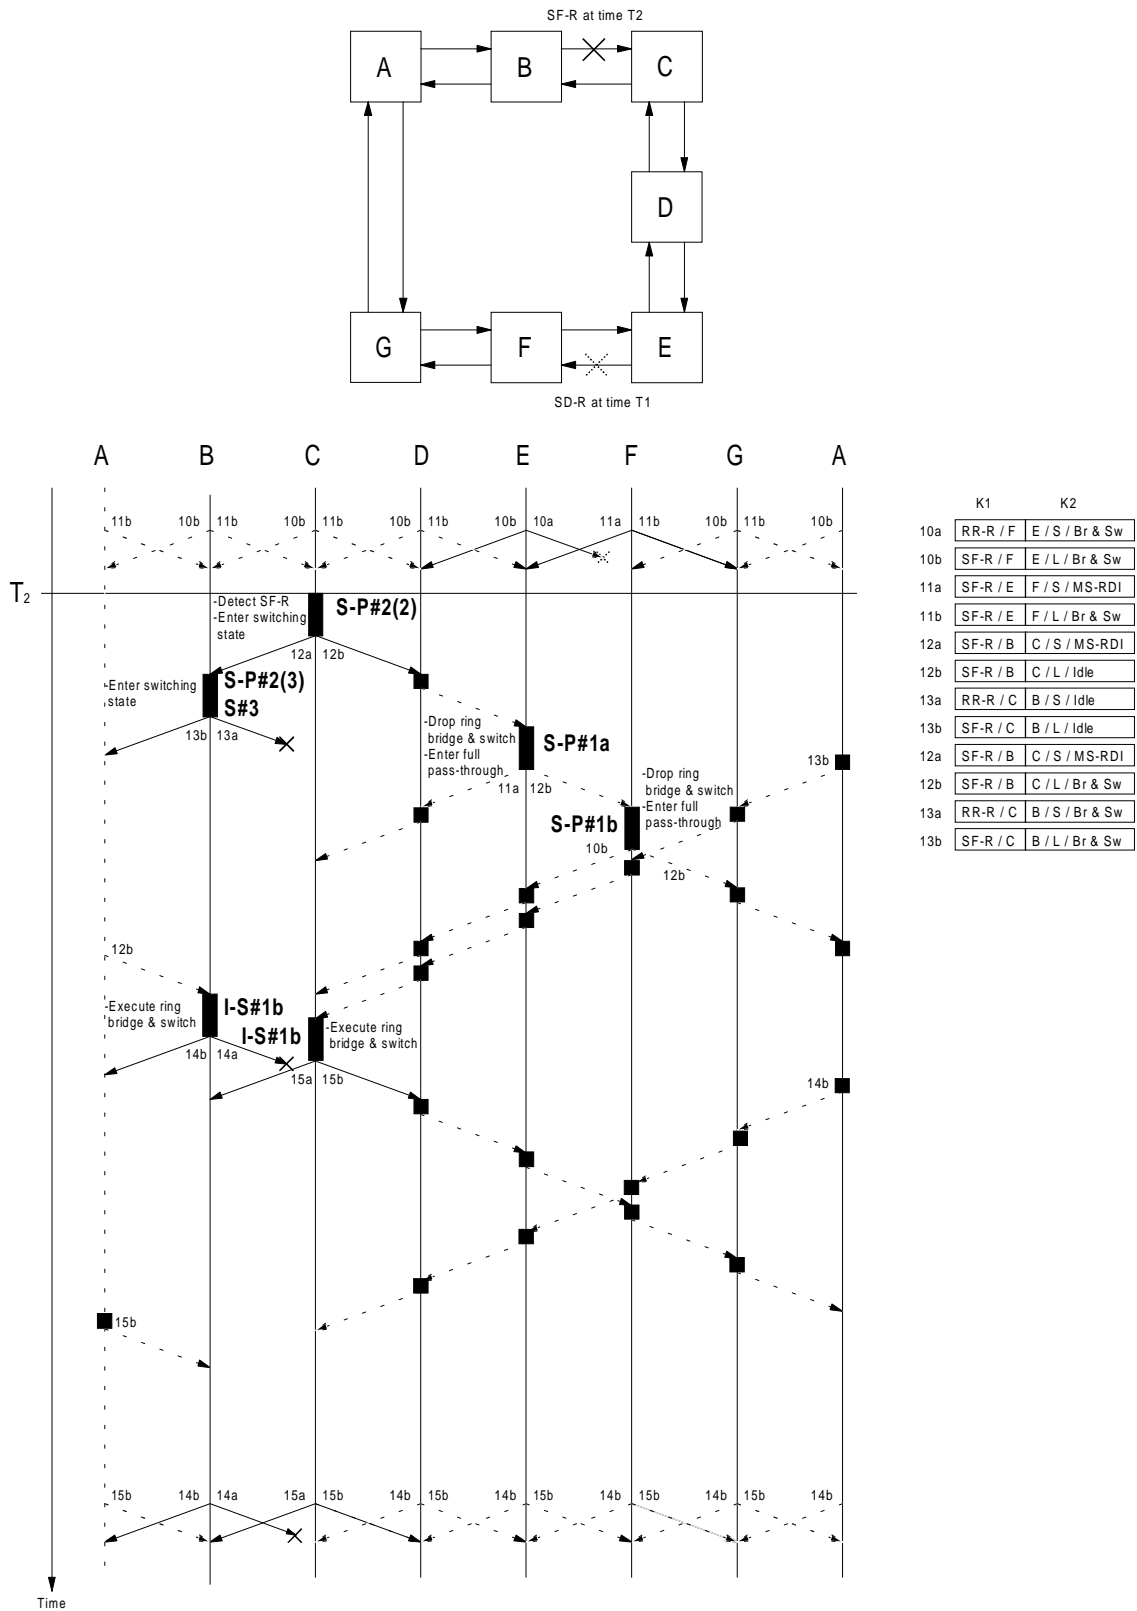 SF-R at time T2
A
B
C
D
G
F
E
SD-R at time T1
A B C D E F G A
K1 K2
11b 10b 11b 10b 11b 10b 11b 10b 10a 11a 11b 10b 11b 10b
10a RR-R / F E / S / Br & Sw
10b SF-R / F E / L / Br & Sw
11a SF-R / E F / S / MS-RDI
11b SF-R / E F / L / Br & Sw
12a SF-R / B C / S / MS-RDI
12b SF-R / B C / L / Idle
13a RR-R / C B / S / Idle
13b SF-R / C B / L / Idle
12a SF-R / B C / S / MS-RDI
12b SF-R / B C / L / Br & Sw
13a RR-R / C B / S / Br & Sw
13b SF-R / C B / L / Br & Sw
T2
-Detect SF-R
-Enter switching
state
S-P#2(2)
12a 12b
-Enter switching
state
S-P#2(3)
S#3
13b 13a
-Drop ring
bridge & switch
-Enter full
pass-through
S-P#1a
11a 12b
13b
-Drop ring
bridge & switch
-Enter full
pass-through
S-P#1b
10b
12b
12b
-Execute ring
bridge & switch
I-S#1b
I-S#1b
-Execute ring
bridge & switch
14b 14a
15a 15b
14b
15b
15b 14b 14a 15a 15b 14b 15b 14b 15b 14b 15b 14b 15b 14b
Time